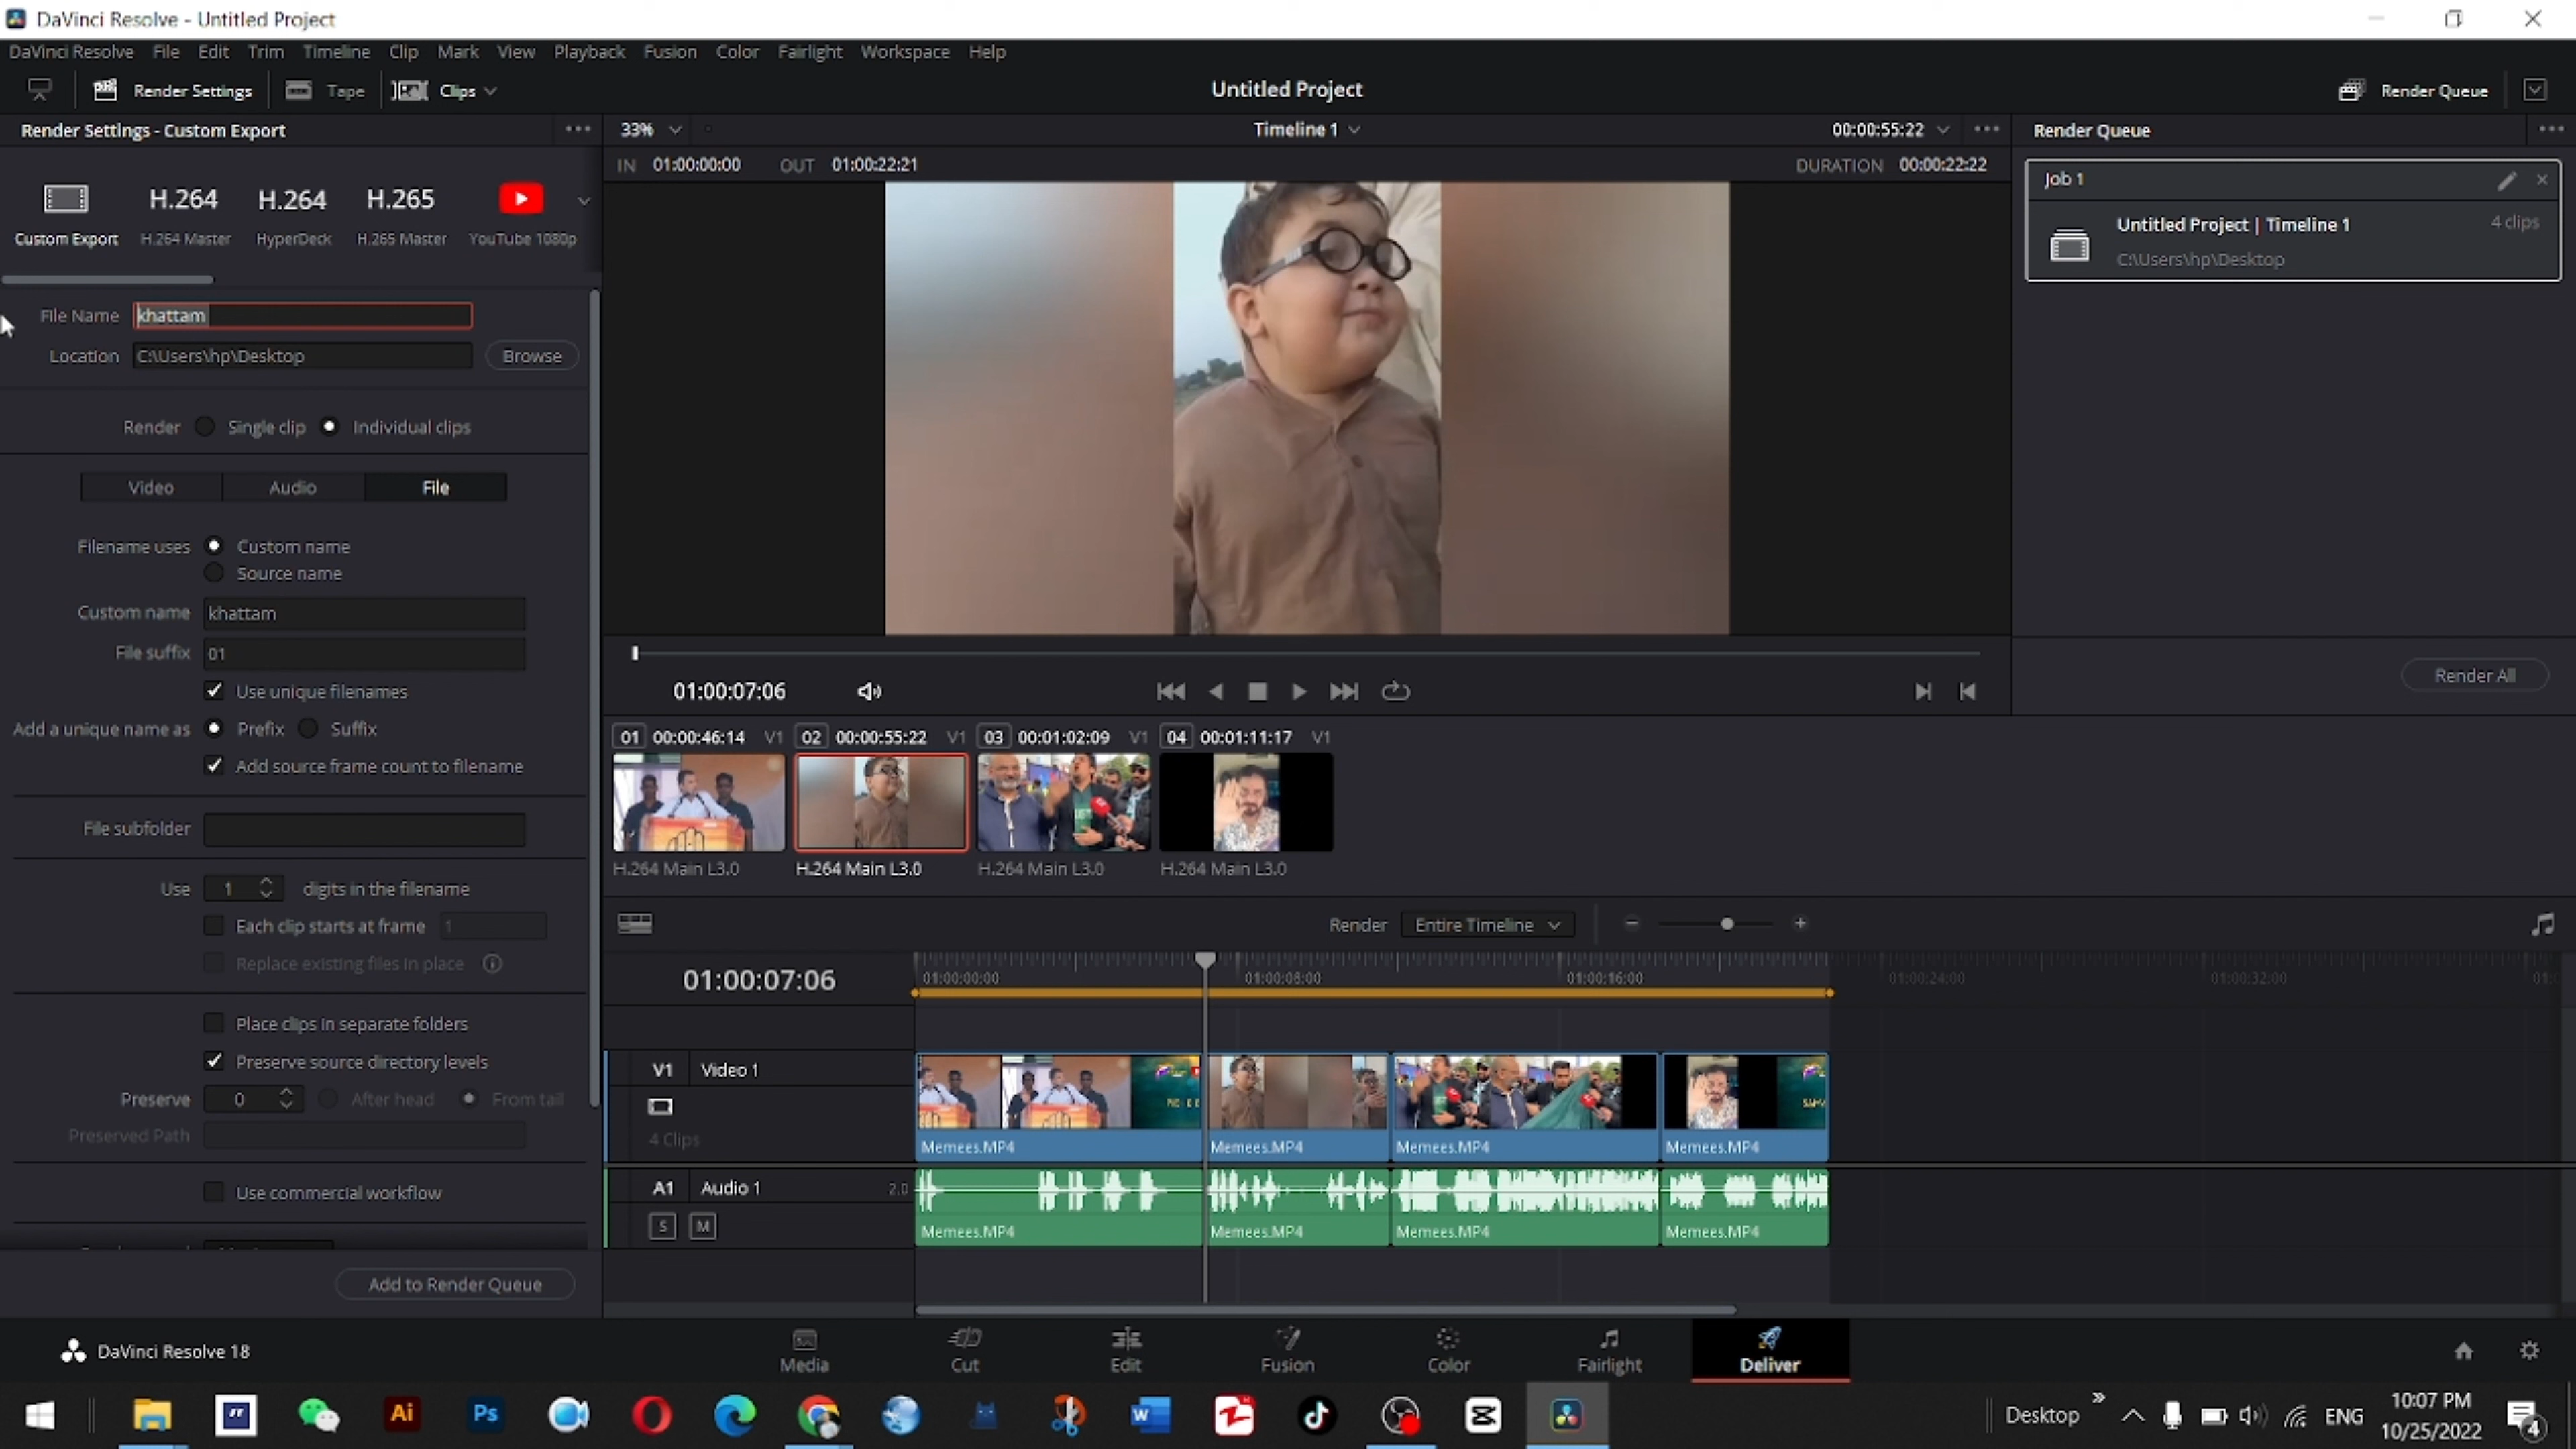 DaVinci Resolve - Untitled Project
DaVinci Resolve File Edit Trim Timeline Clip Mark View Playback Fusion Color Fairlight Workspace Help
Render Settings Tape Clips Untitled Project Render Queue
Render Settings - Custom Export 33% Timeline 1 00:00:55:22 Render Queue
IN 01:00:00:00 OUT 01:00:22:21 DURATION 00:00:22:22
Job 1
H.264 H.264 H.265
Custom Export H.264 Master HyperDeck H.265 Master YouTube 1080p
Untitled Project | Timeline 1 4 clips
C:\Users\hp\Desktop
File Name khattam
Location C:\Users\hp\Desktop Browse
Render Single clip Individual clips
Video Audio File
Filename uses Custom name
Source name
Custom name khattam
File suffix 01
Use unique filenames
Add a unique name as Prefix Suffix
Add source frame count to filename
File subfolder
Use 1 digits in the filename
Each clip starts at frame 1
Replace existing files in place
Place clips in separate folders
Preserve source directory levels
Preserve 0 After head From tail
Preserved Path
Use commercial workflow
Add to Render Queue
01:00:07:06
Render All
01 00:00:46:14 V1 02 00:00:55:22 V1 03 00:01:02:09 V1 04 00:01:11:17 V1
H.264 Main L3.0 H.264 Main L3.0 H.264 Main L3.0 H.264 Main L3.0
Render Entire Timeline
01:00:07:06 01:00:00:00 01:00:08:00 01:00:16:00 01:00:24:00 01:00:32:00
V1 Video 1
4 Clips
Memees.MP4 Memees.MP4 Memees.MP4 Memees.MP4
A1 Audio 1 2.0
S M
Memees.MP4 Memees.MP4 Memees.MP4 Memees.MP4
DaVinci Resolve 18 Media Cut Edit Fusion Color Fairlight Deliver
Ai Ps W
Desktop ENG 10:07 PM
10/25/2022 4